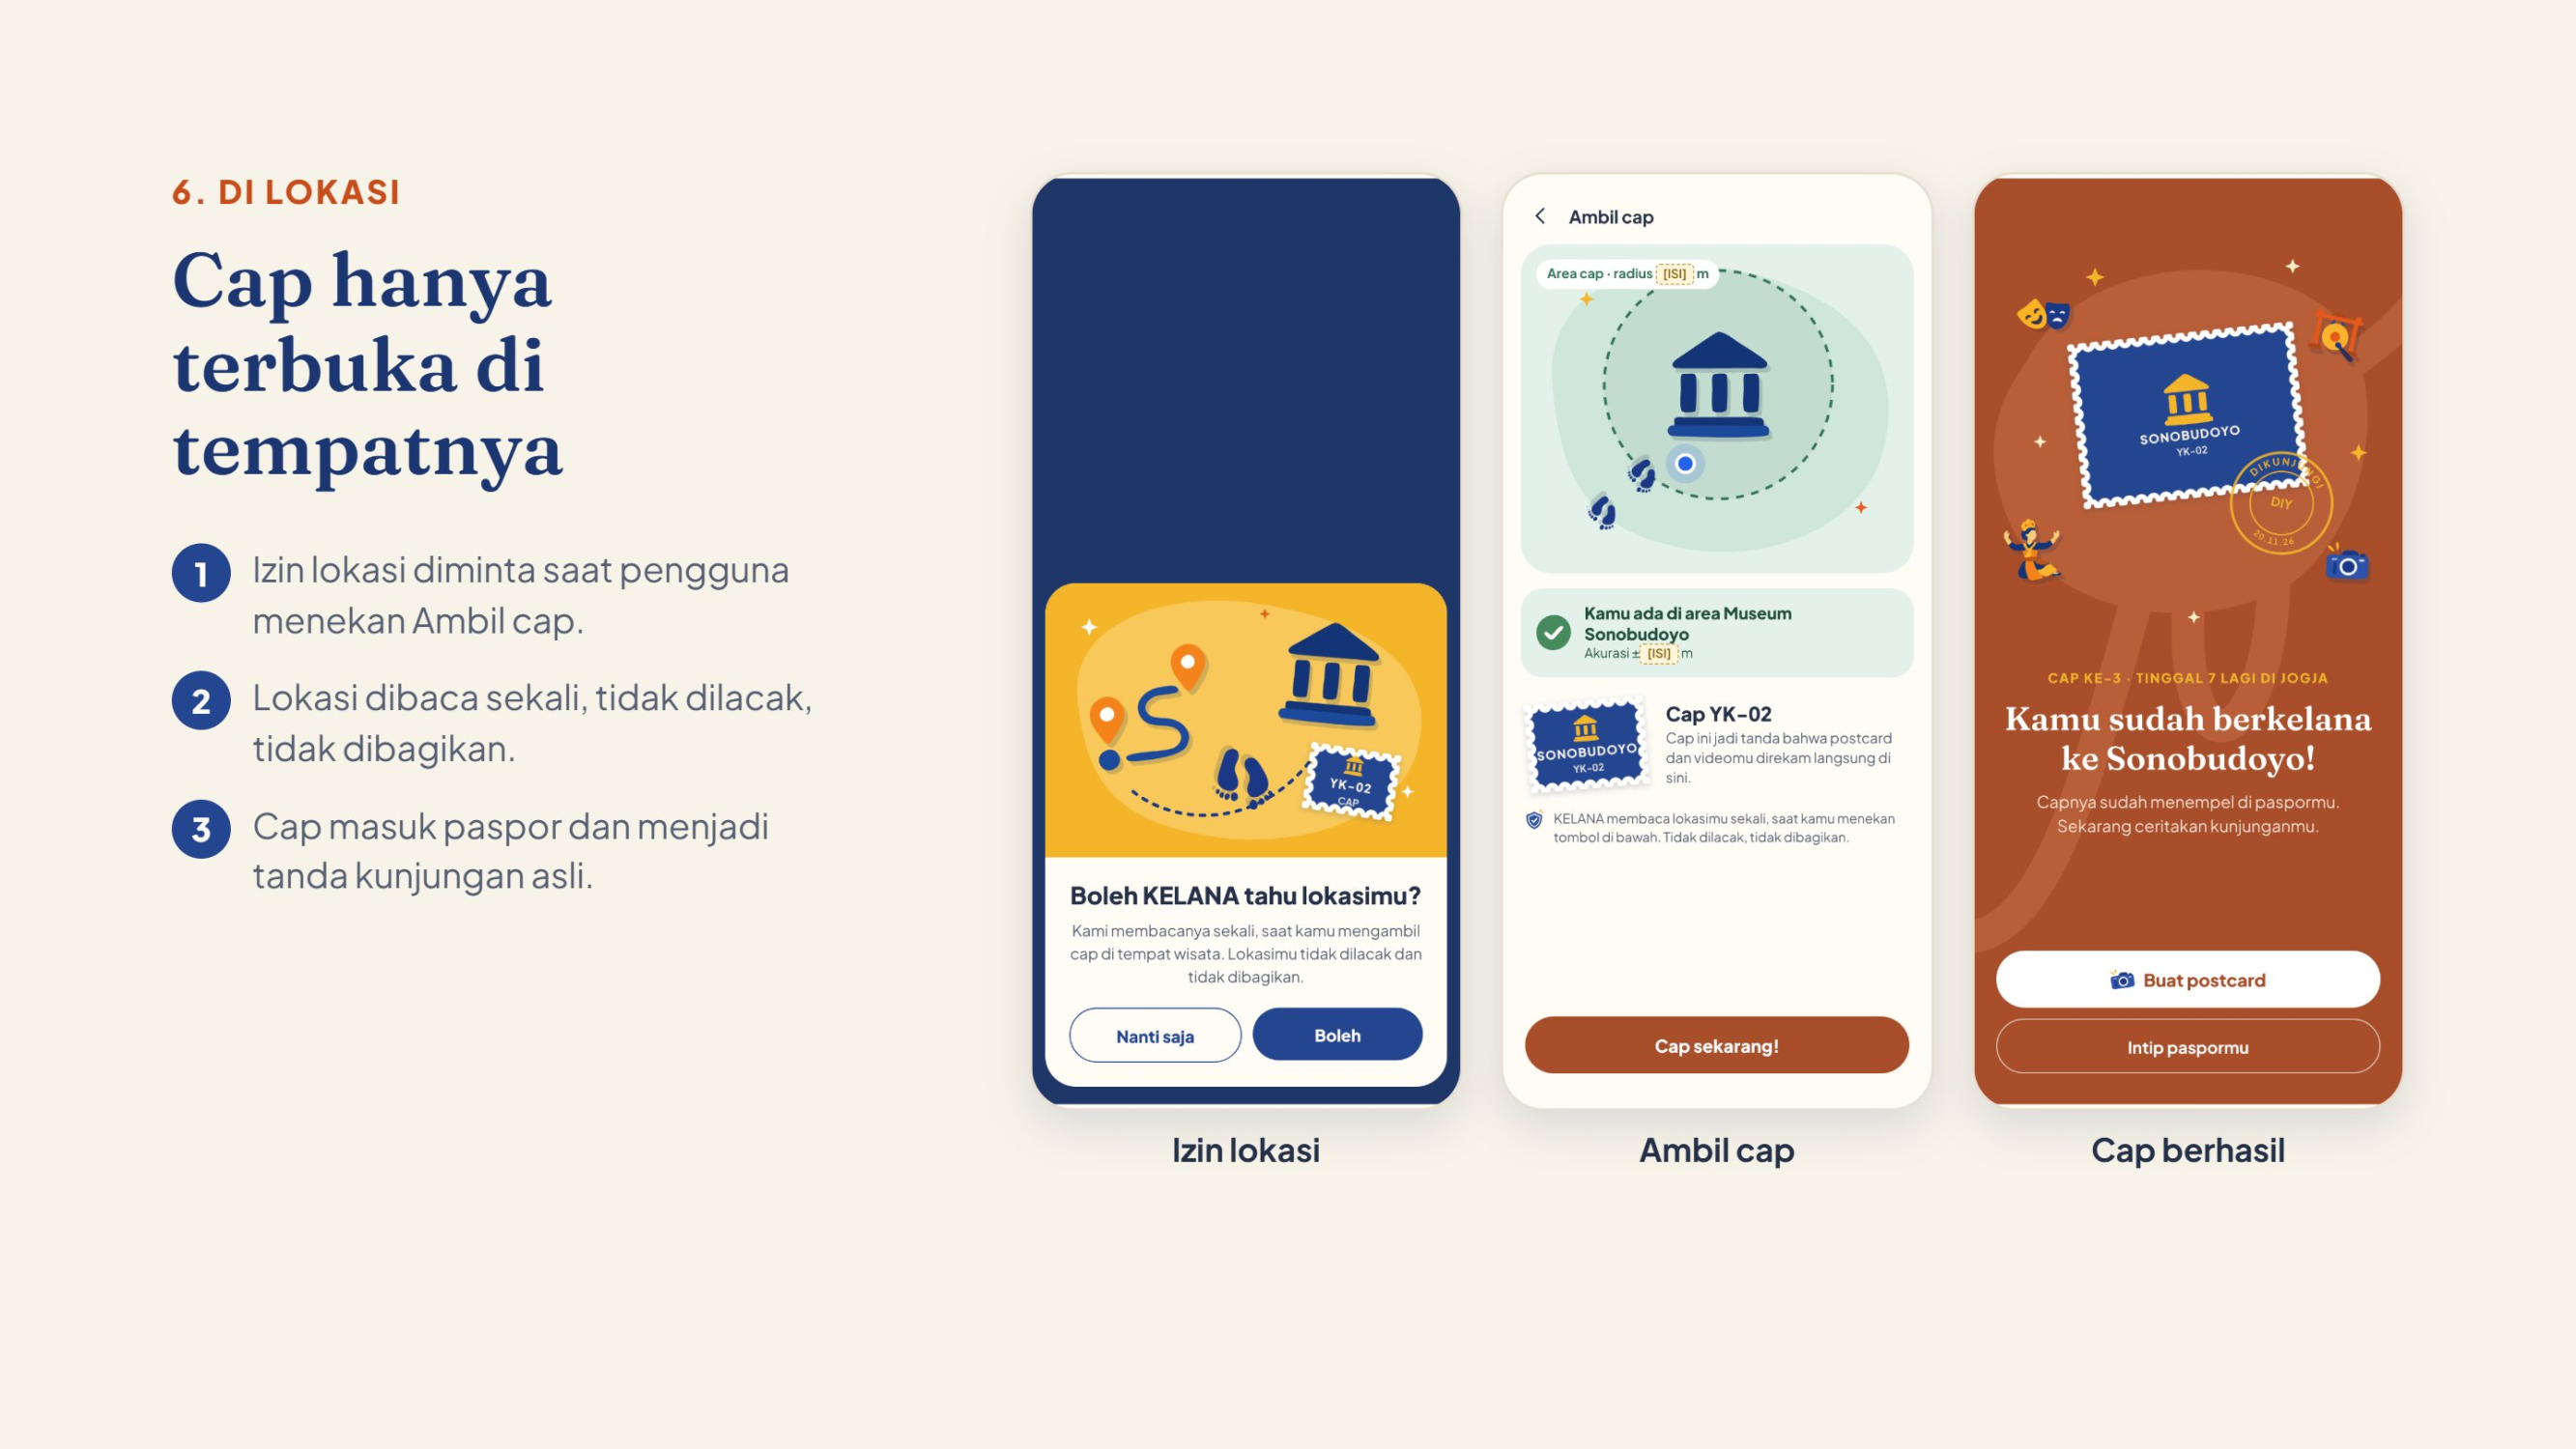 6. DI LOKASI
Cap hanya
terbuka di
tempatnya
1
Izin lokasi diminta saat pengguna
menekan Ambil cap.
2
Lokasi dibaca sekali, tidak dilacak,
tidak dibagikan.
3
Cap masuk paspor dan menjadi
tanda kunjungan asli.
YK-02
CAP
Boleh KELANA tahu lokasimu?
Kami membacanya sekali, saat kamu mengambil
cap di tempat wisata. Lokasimu tidak dilacak dan
tidak dibagikan.
Nanti saja
Boleh
Izin lokasi
Ambil cap
Area cap · radius [ISI] m
Kamu ada di area Museum
Sonobudoyo
Akurasi ± [ISI] m
SONOBUDOYO
YK-02
Cap YK-02
Cap ini jadi tanda bahwa postcard
dan videomu direkam langsung di
sini.
KELANA membaca lokasimu sekali, saat kamu menekan
tombol di bawah. Tidak dilacak, tidak dibagikan.
Cap sekarang!
Ambil cap
SONOBUDOYO
YK-02
DIKUNJUNGI
DIY
20.11.26
CAP KE-3 · TINGGAL 7 LAGI DI JOGJA
Kamu sudah berkelana
ke Sonobudoyo!
Capnya sudah menempel di paspormu.
Sekarang ceritakan kunjunganmu.
Buat postcard
Intip paspormu
Cap berhasil